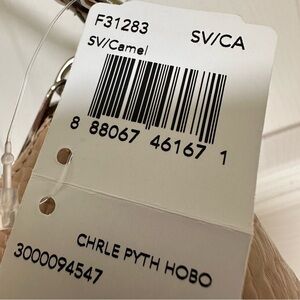 F31283 SV/CA
SV/Camel
8 88067 46167 1
CHRLE PYTH HOBO
3000094547